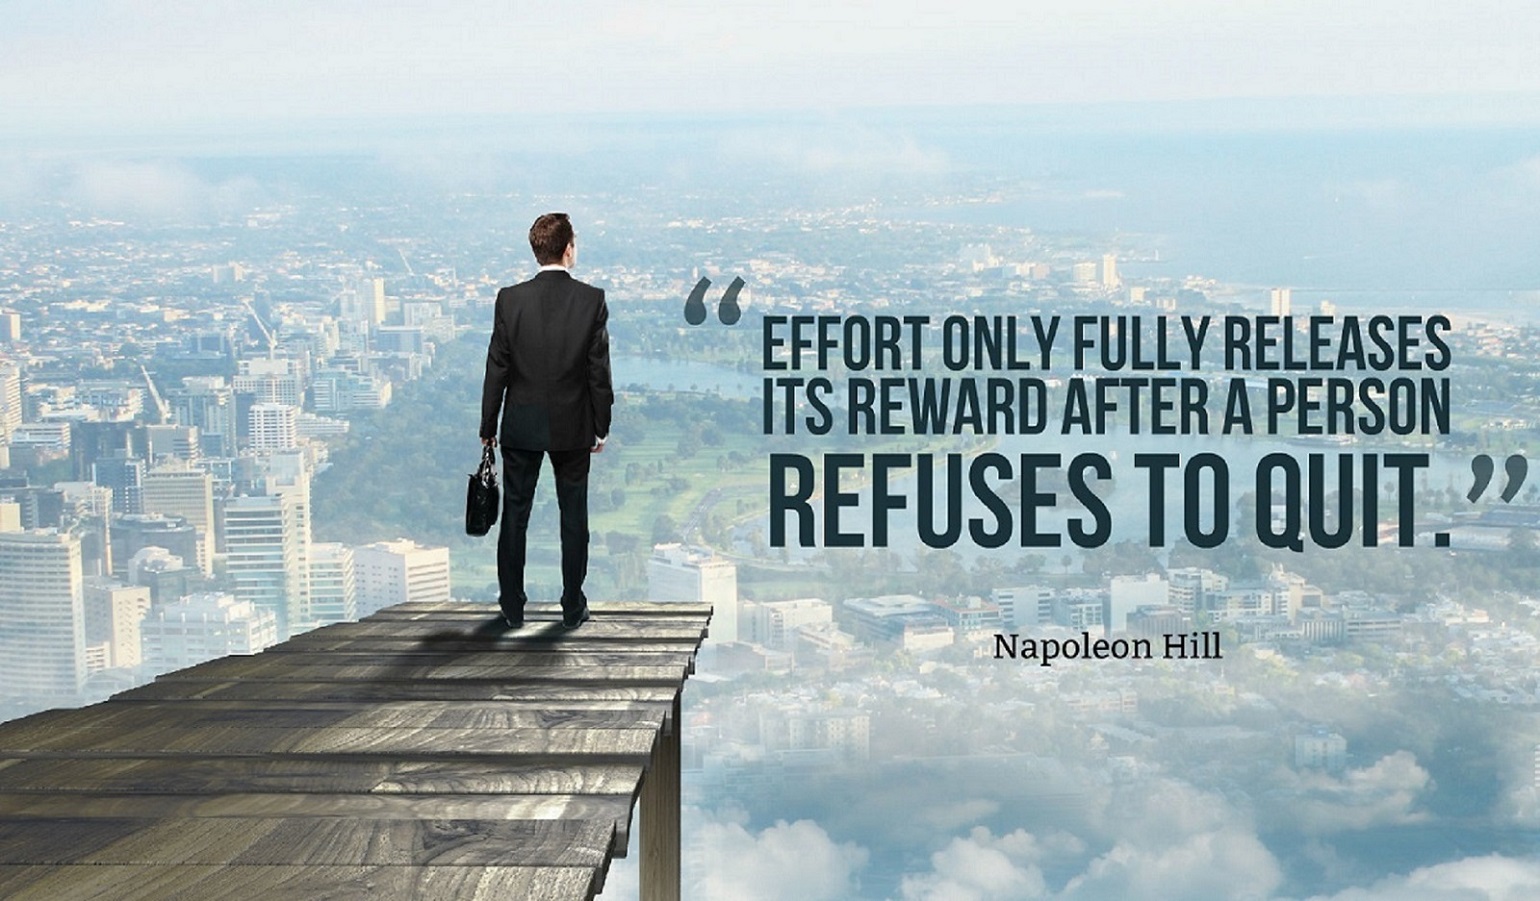 “EFFORT ONLY FULLY RELEASES
ITS REWARD AFTER A PERSON
REFUSES TO QUIT.”
Napoleon Hill